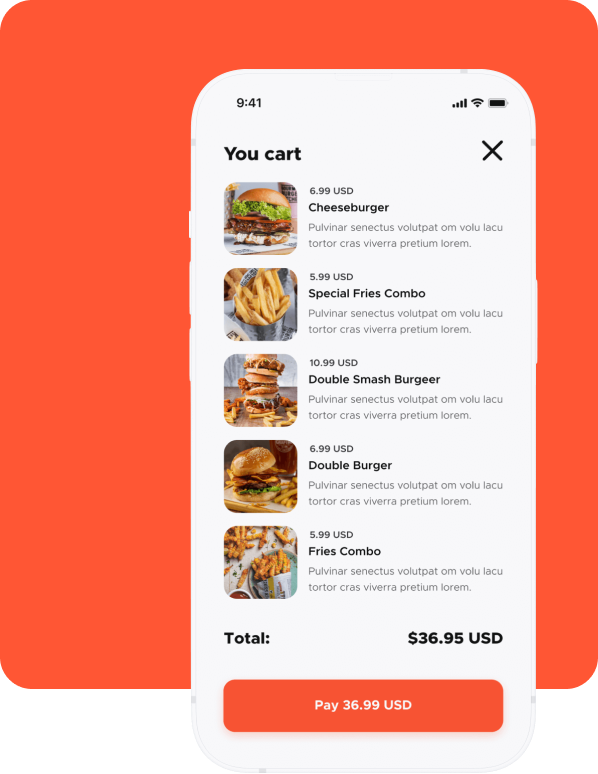 9:41
You cart
6.99 USD
Cheeseburger
Pulvinar senectus volutpat om volu lacu
tortor cras viverra pretium lorem.
5.99 USD
Special Fries Combo
Pulvinar senectus volutpat om volu lacu
tortor cras viverra pretium lorem.
10.99 USD
Double Smash Burgeer
Pulvinar senectus volutpat om volu lacu
tortor cras viverra pretium lorem.
6.99 USD
Double Burger
Pulvinar senectus volutpat om volu lacu
tortor cras viverra pretium lorem.
5.99 USD
Fries Combo
Pulvinar senectus volutpat om volu lacu
tortor cras viverra pretium lorem.
Total: $36.95 USD
Pay 36.99 USD